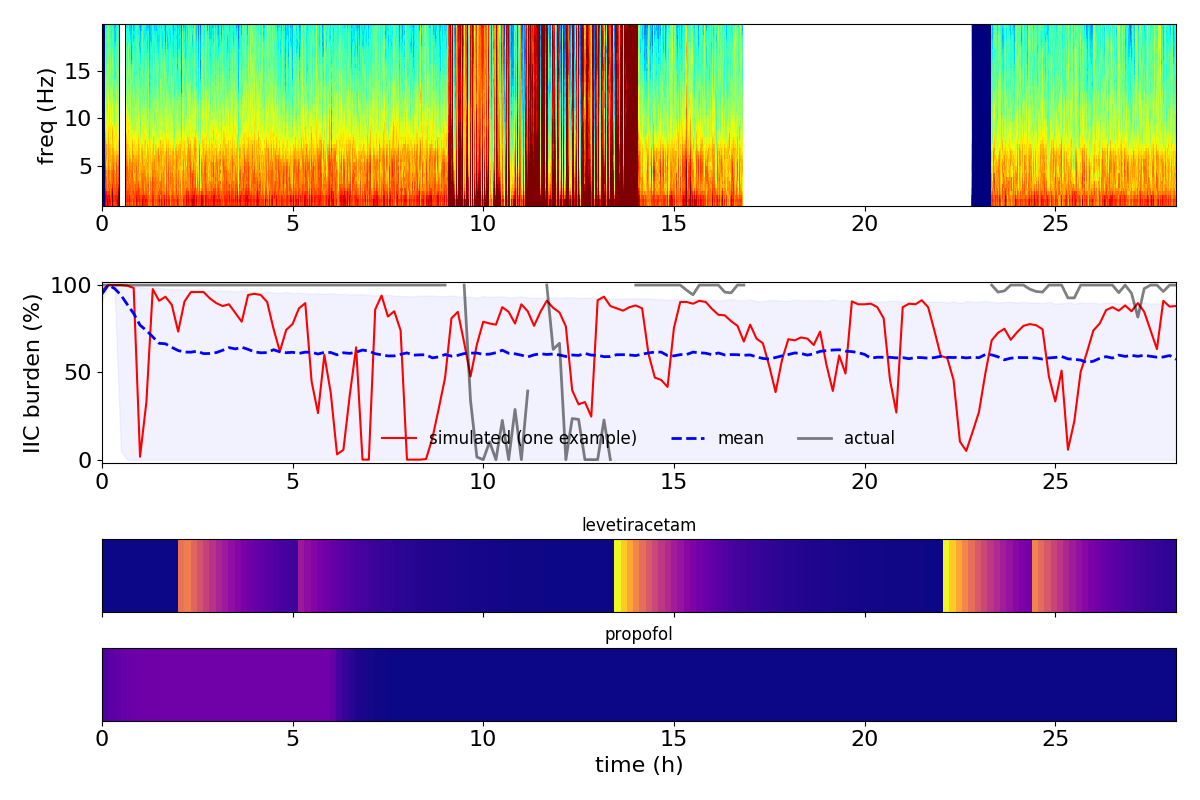 freq (Hz)
15
10
5
0 5 10 15 20 25
IIC burden (%)
100
50
0
simulated (one example) mean actual
0 5 10 15 20 25
levetiracetam
propofol
0 5 10 15 20 25
time (h)